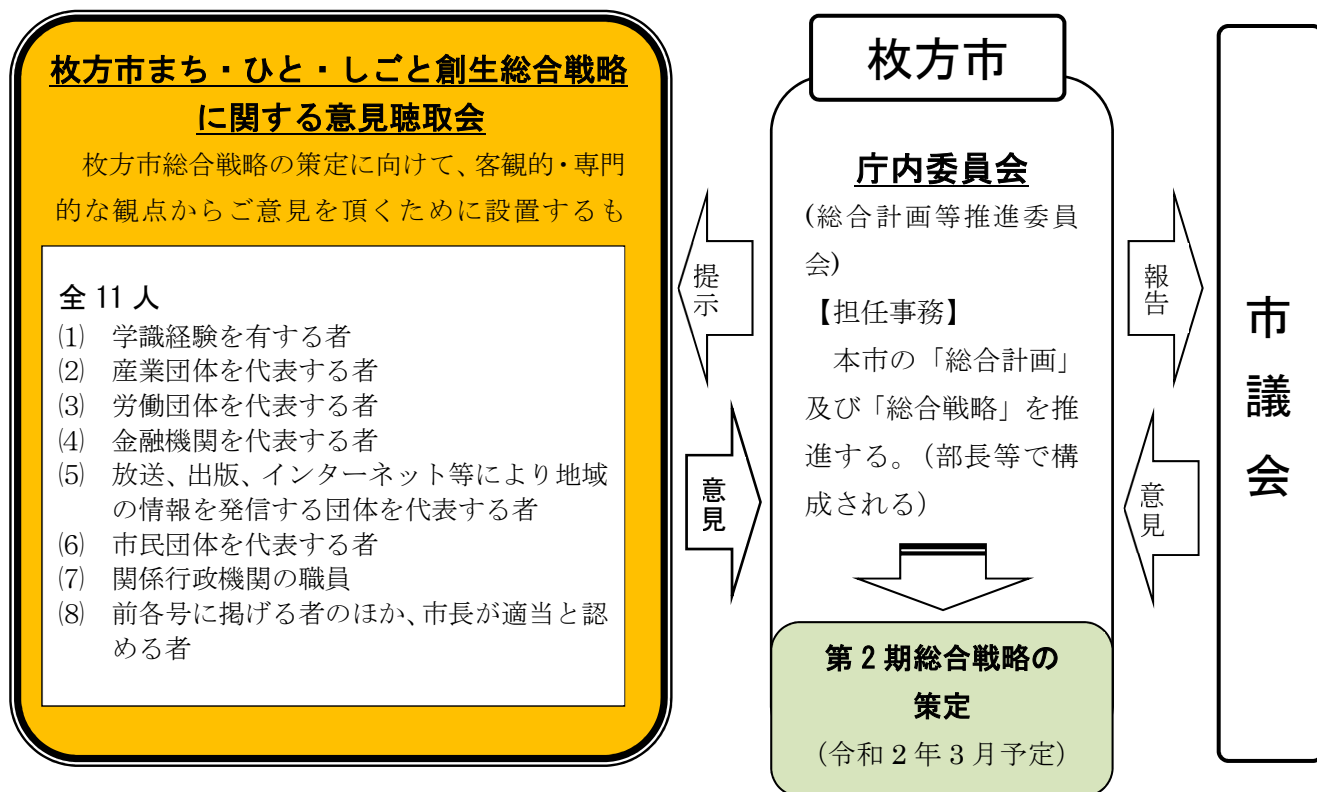 枚方市まち・ひと・しごと創生総合戦略
に関する意見聴取会
枚方市総合戦略の策定に向けて、客観的・専門
的な観点からご意見を頂くために設置するも
全 11 人
⑴ 学識経験を有する者
⑵ 産業団体を代表する者
⑶ 労働団体を代表する者
⑷ 金融機関を代表する者
⑸ 放送、出版、インターネット等により地域
の情報を発信する団体を代表する者
⑹ 市民団体を代表する者
⑺ 関係行政機関の職員
⑻ 前各号に掲げる者のほか、市長が適当と認
める者
提示
意見
枚方市
庁内委員会
(総合計画等推進委員
会)
【担任事務】
本市の「総合計画」
及び「総合戦略」を推
進する。（部長等で構
成される）
第 2 期総合戦略の
策定
（令和 2 年 3 月予定）
報告
意見
市議会